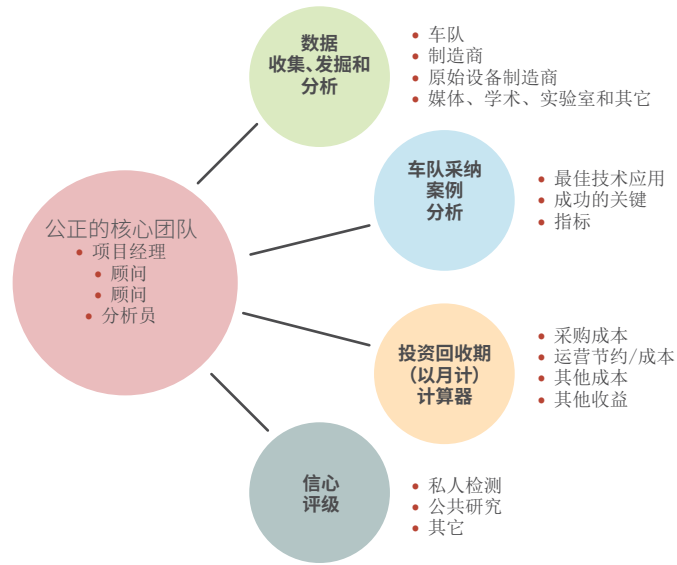 公正的核心团队
• 项目经理
• 顾问
• 顾问
• 分析员
数据
收集、发掘和
分析
• 车队
• 制造商
• 原始设备制造商
• 媒体、学术、实验室和其它
车队采纳
案例
分析
• 最佳技术应用
• 成功的关键
• 指标
投资回收期
（以月计）
计算器
• 采购成本
• 运营节约/成本
• 其他成本
• 其他收益
信心
评级
• 私人检测
• 公共研究
• 其它